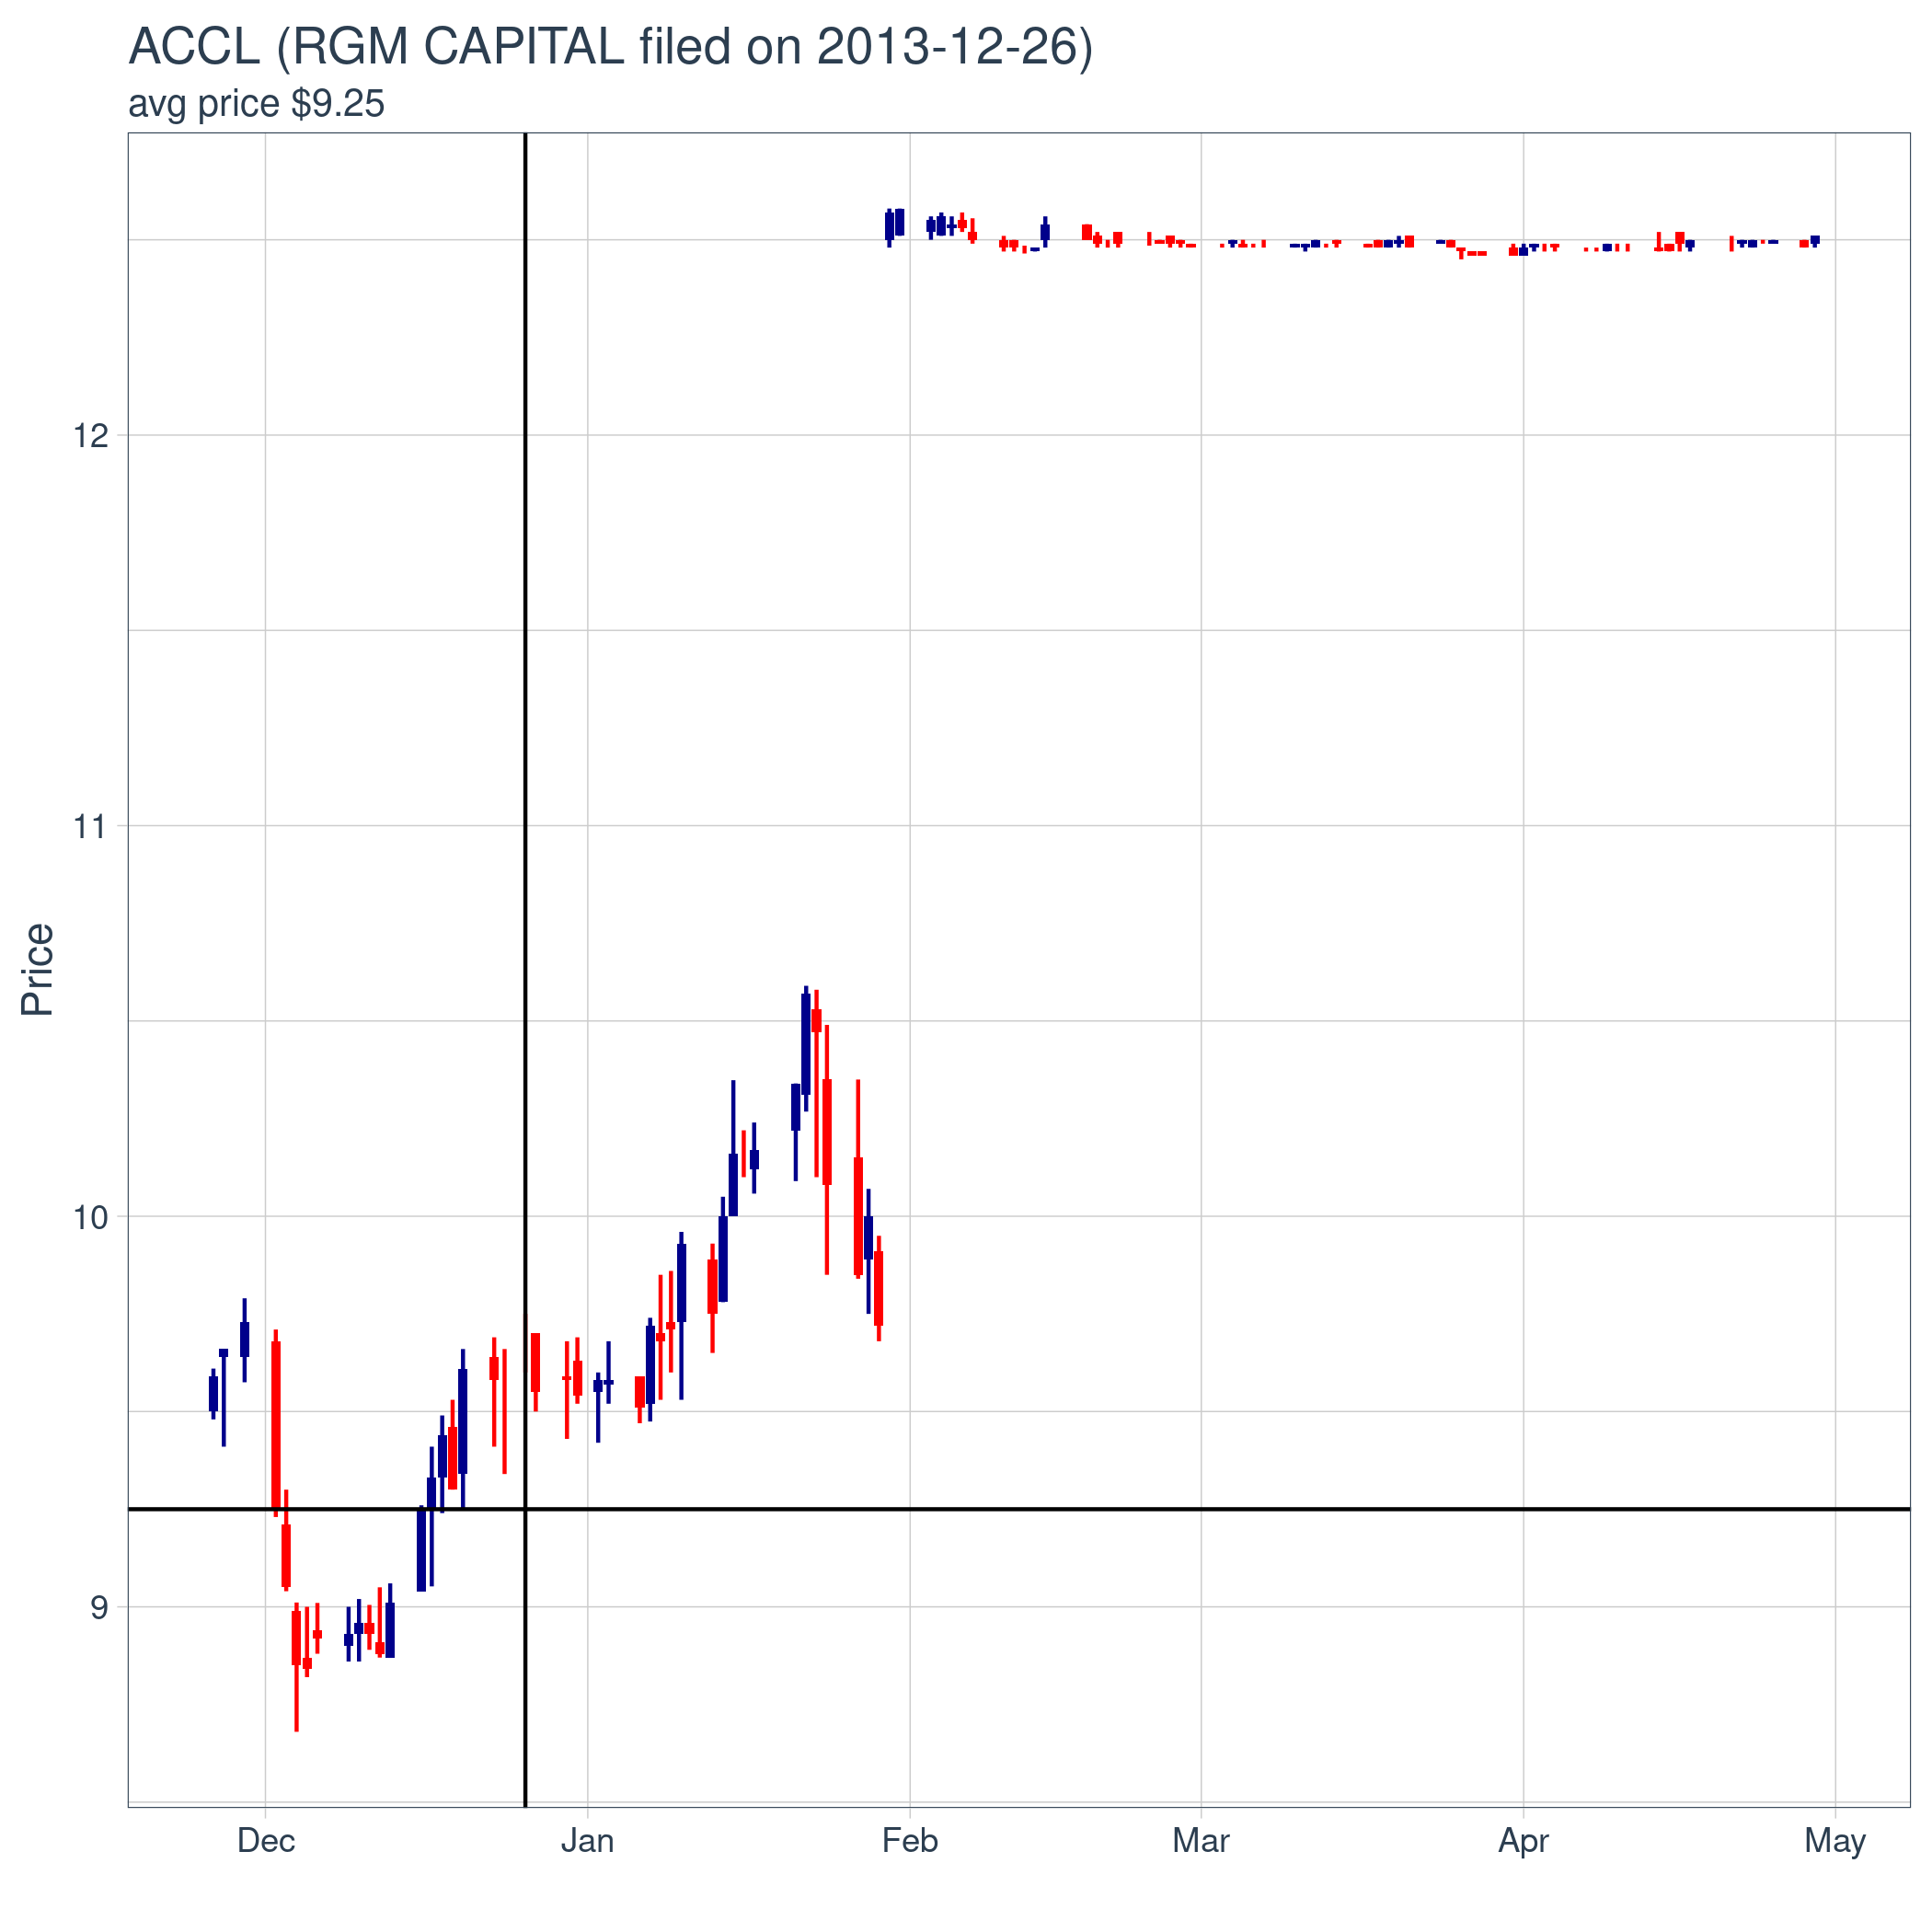 ACCL (RGM CAPITAL filed on 2013-12-26)
avg price $9.25
12
11
10
9
Price
Dec Jan Feb Mar Apr May